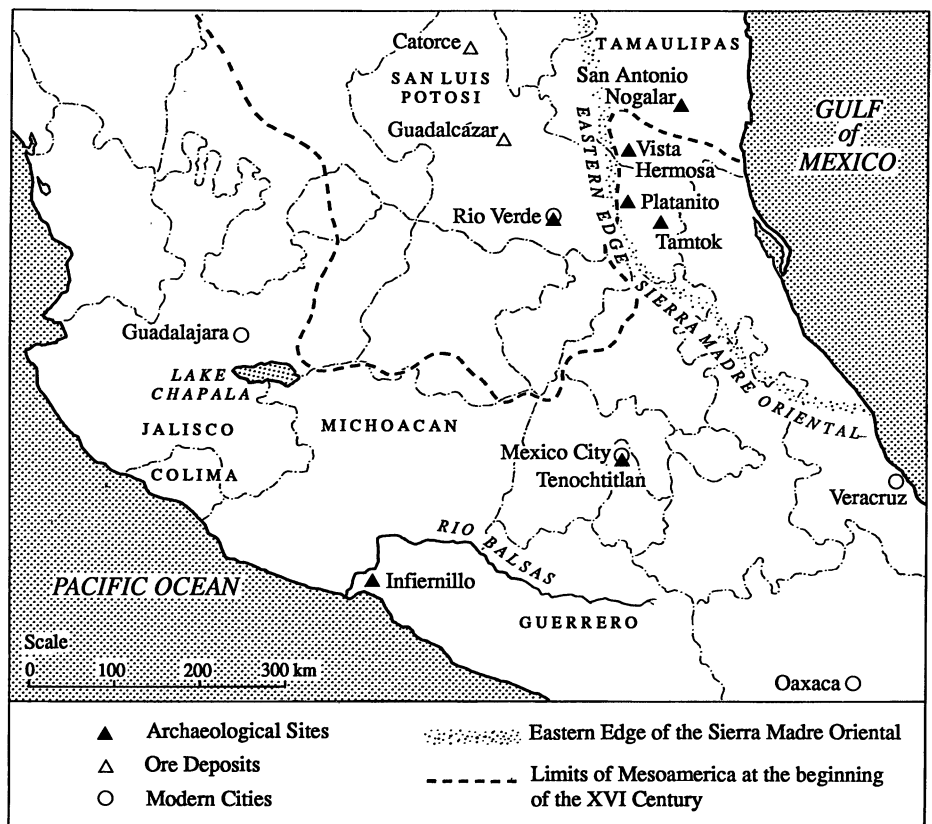 Catorce
TAMAULIPAS
SAN LUIS
POTOSI
San Antonio
Nogalar
GULF
of
MEXICO
Guadalcázar
Vista
Hermosa
Platanito
Rio Verde
Tamtok
EASTERN EDGE - SIERRA MADRE ORIENTAL
Guadalajara
LAKE
CHAPALA
JALISCO
MICHOACAN
COLIMA
Mexico City
Tenochtitlan
Veracruz
RIO BALSAS
PACIFIC OCEAN
Infiernillo
GUERRERO
Scale
0 100 200 300 km
Oaxaca
Archaeological Sites
Ore Deposits
Modern Cities
Eastern Edge of the Sierra Madre Oriental
Limits of Mesoamerica at the beginning
of the XVI Century